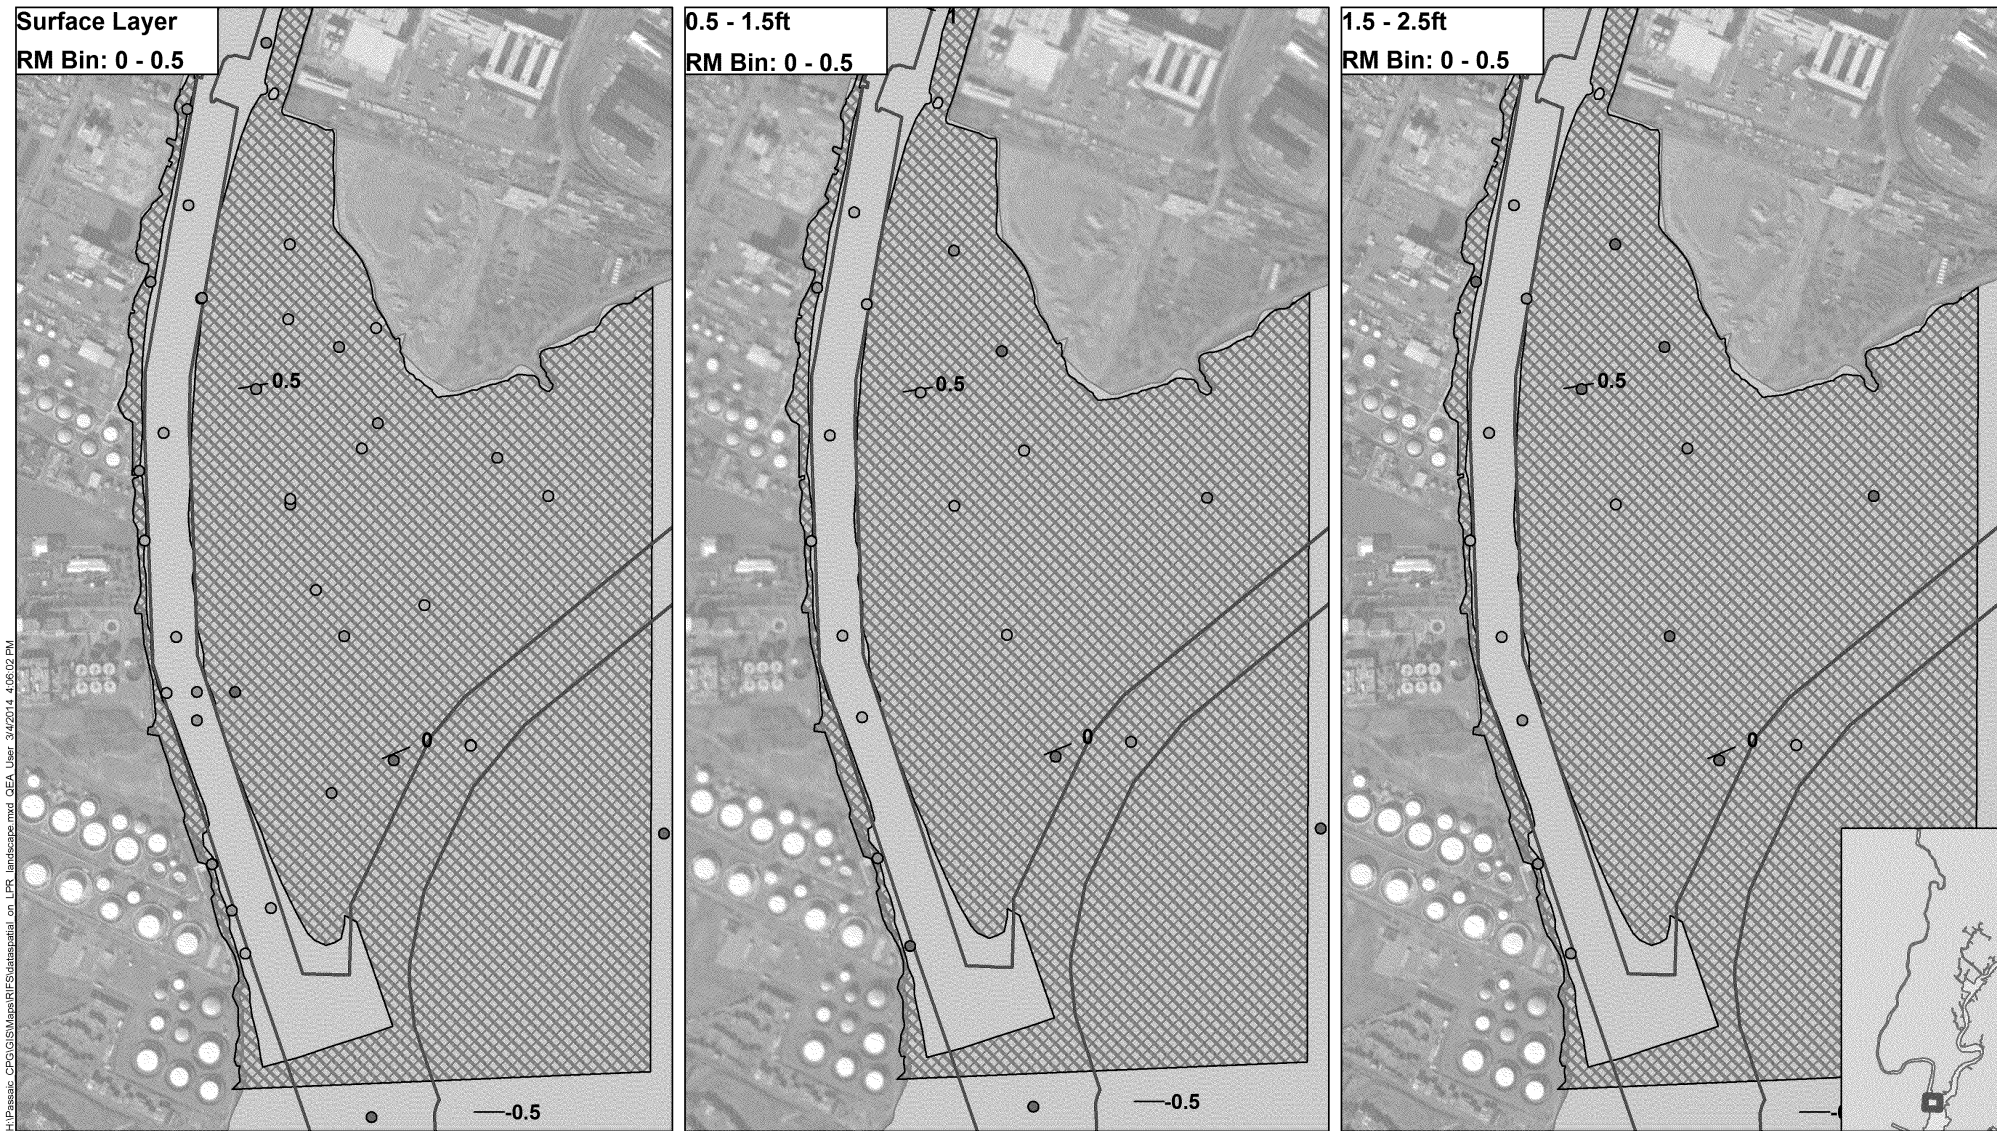 Surface Layer
RM Bin: 0 - 0.5
0.5
0
-0.5
0.5 - 1.5ft
RM Bin: 0 - 0.5
0.5
0
-0.5
1.5 - 2.5ft
RM Bin: 0 - 0.5
0.5
0
H:\Passaic_CPG\GIS\Maps\RIFS\dataspatial_on_LPR_landscape.mxd QEA_User 3/4/2014 4:06:02 PM